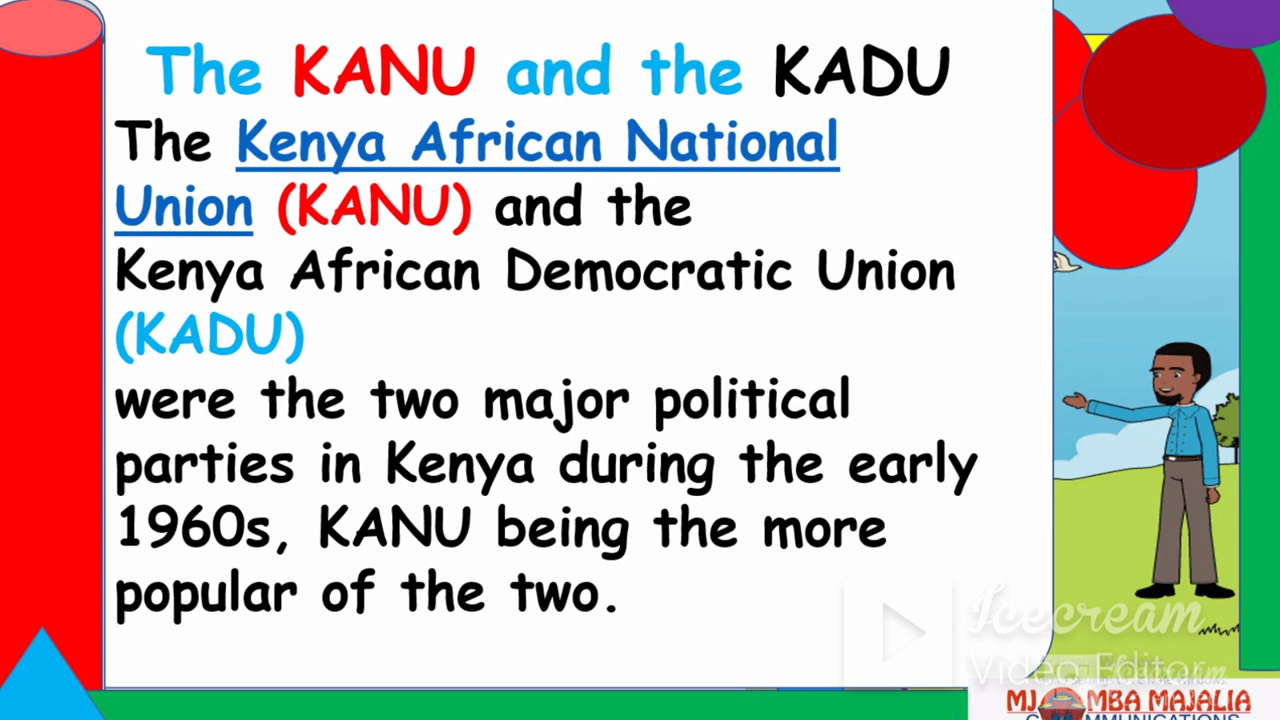 The KANU and the KADU
The Kenya African National
Union (KANU) and the
Kenya African Democratic Union
(KADU)
were the two major political
parties in Kenya during the early
1960s, KANU being the more
popular of the two.
Icecream
Video Editor
MJOMBA MAJALIA